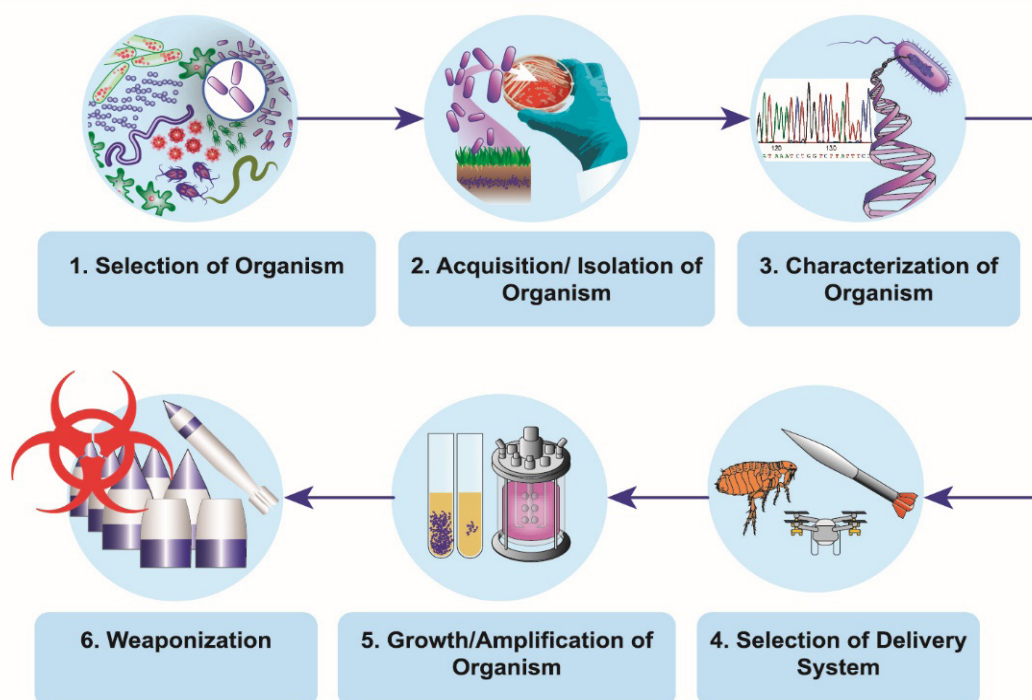 120 130
1. Selection of Organism
2. Acquisition/ Isolation of
Organism
3. Characterization of
Organism
6. Weaponization
5. Growth/Amplification of
Organism
4. Selection of Delivery
System